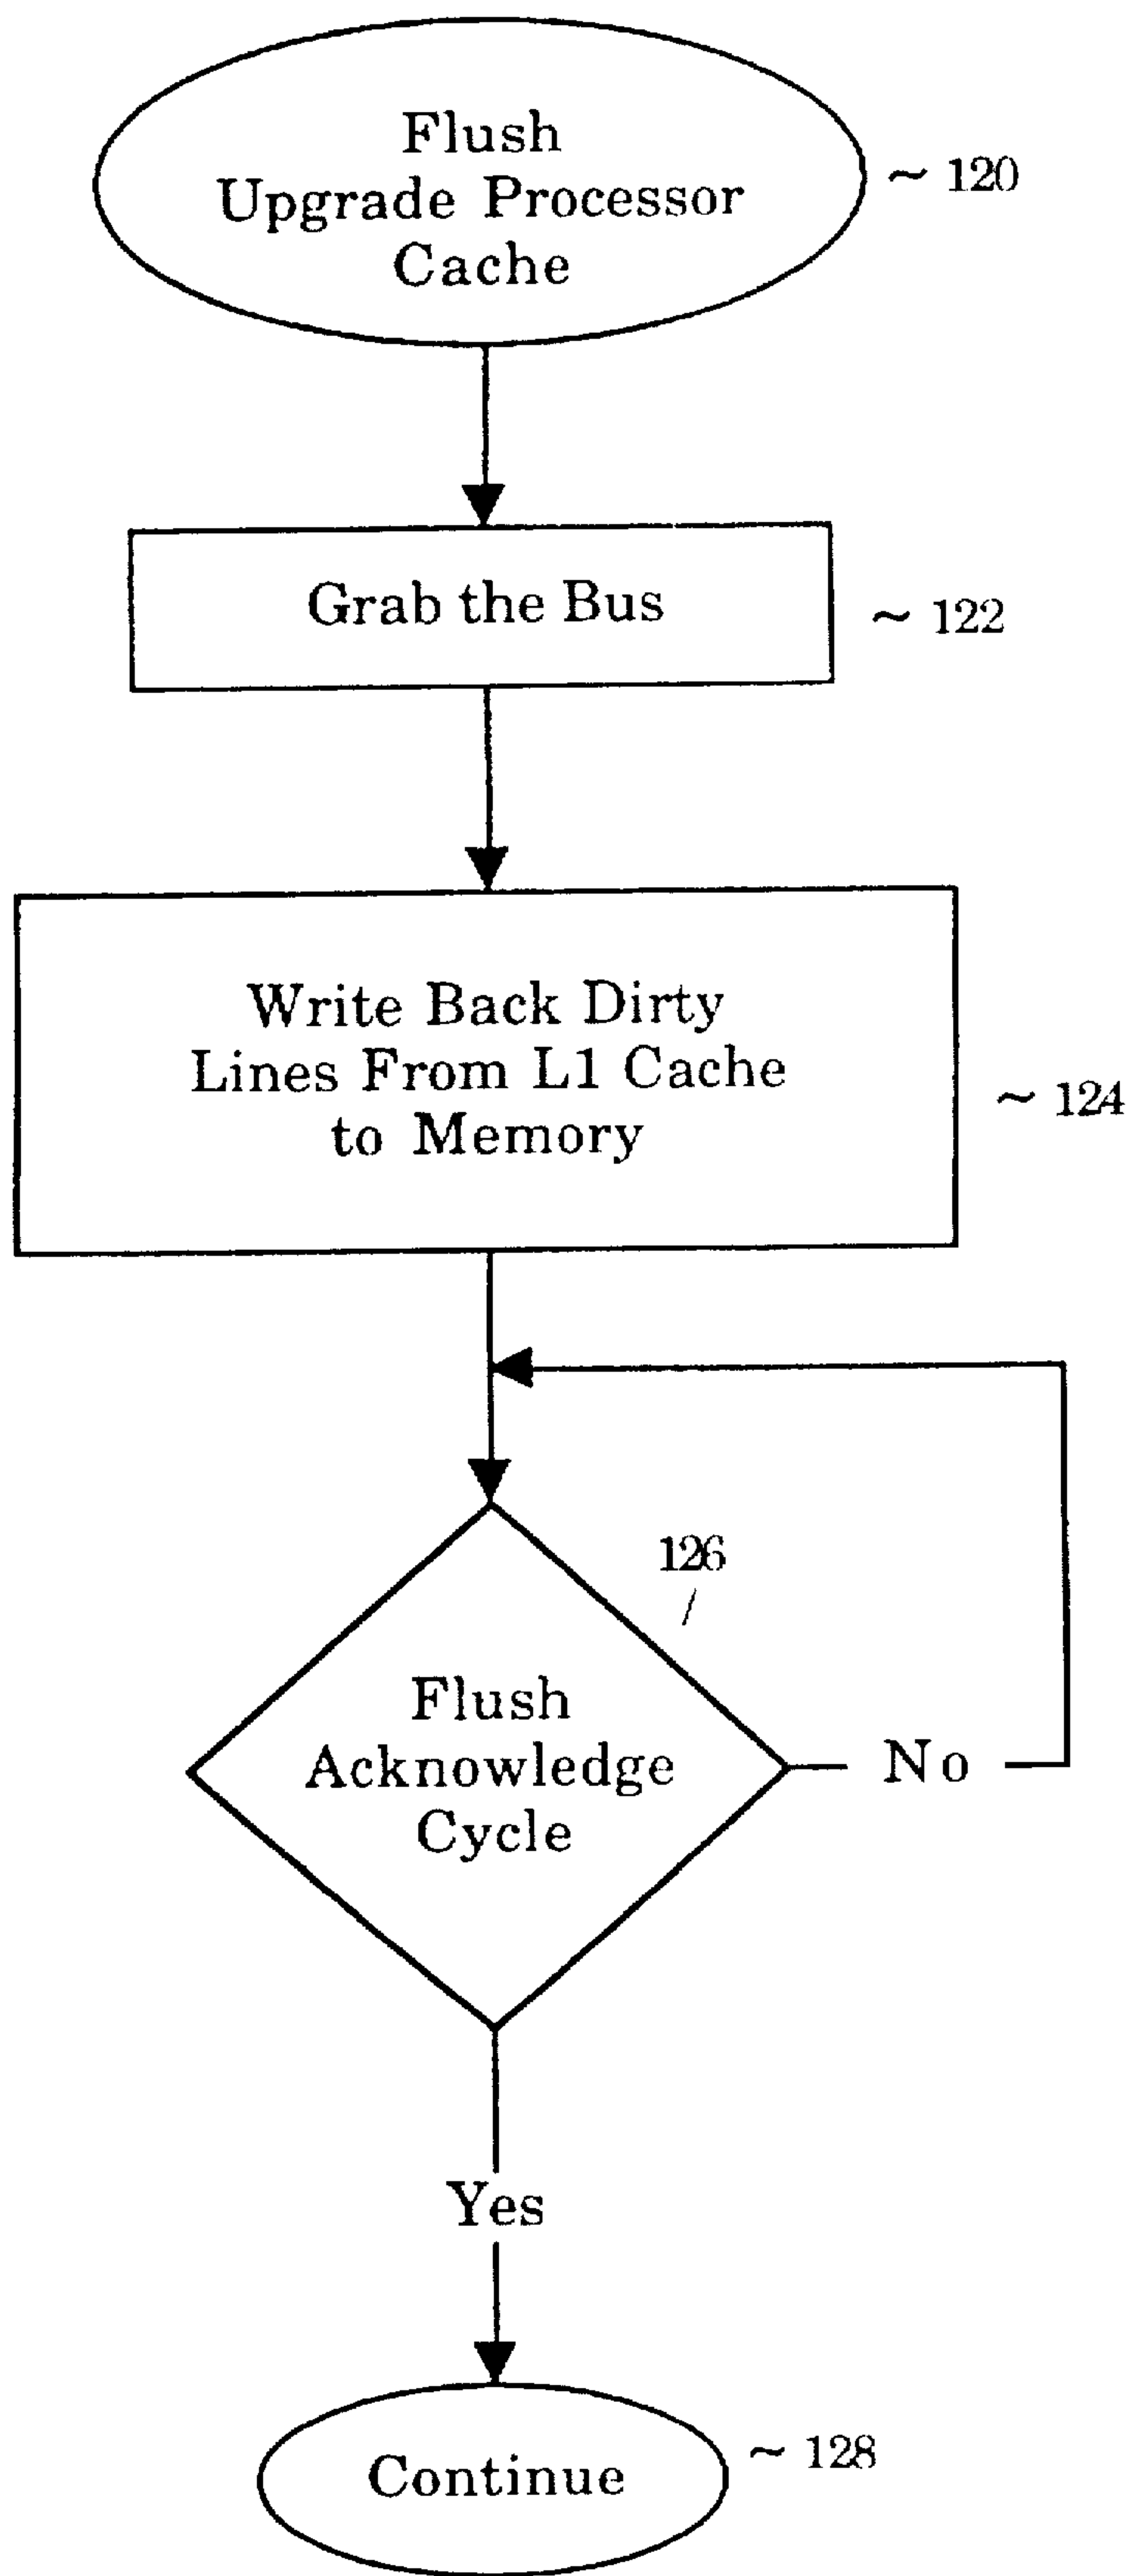 Flush
Upgrade Processor
Cache
~ 120
Grab the Bus
~ 122
Write Back Dirty
Lines From L1 Cache
to Memory
~ 124
126
Flush
Acknowledge
Cycle
No
Yes
Continue
~ 128